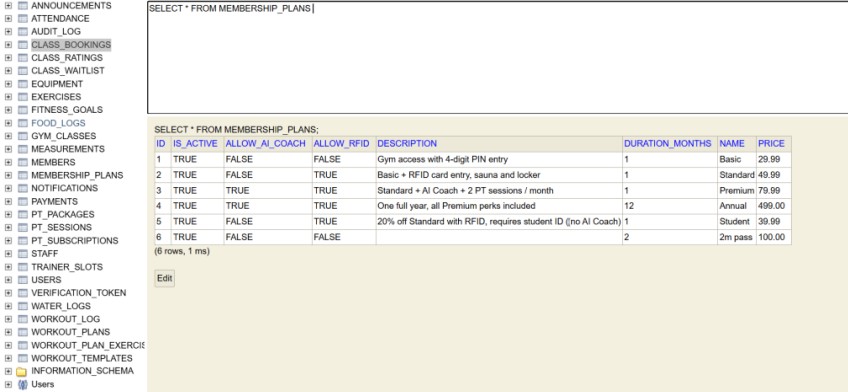 ANNOUNCEMENTS
ATTENDANCE
AUDIT_LOG
CLASS_BOOKINGS
CLASS_RATINGS
CLASS_WAITLIST
EQUIPMENT
EXERCISES
FITNESS_GOALS
FOOD_LOGS
GYM_CLASSES
MEASUREMENTS
MEMBERS
MEMBERSHIP_PLANS
NOTIFICATIONS
PAYMENTS
PT_PACKAGES
PT_SESSIONS
PT_SUBSCRIPTIONS
STAFF
TRAINER_SLOTS
USERS
VERIFICATION_TOKEN
WATER_LOGS
WORKOUT_LOG
WORKOUT_PLANS
WORKOUT_PLAN_EXERCIS
WORKOUT_TEMPLATES
INFORMATION_SCHEMA
Users
SELECT * FROM MEMBERSHIP_PLANS
SELECT * FROM MEMBERSHIP_PLANS;
ID IS_ACTIVE ALLOW_AI_COACH ALLOW_RFID DESCRIPTION DURATION_MONTHS NAME PRICE
1 TRUE FALSE FALSE Gym access with 4-digit PIN entry 1 Basic 29.99
2 TRUE FALSE TRUE Basic + RFID card entry, sauna and locker 1 Standard 49.99
3 TRUE TRUE TRUE Standard + AI Coach + 2 PT sessions / month 1 Premium 79.99
4 TRUE TRUE TRUE One full year, all Premium perks included 12 Annual 499.00
5 TRUE FALSE TRUE 20% off Standard with RFID, requires student ID (no AI Coach) 1 Student 39.99
6 TRUE FALSE FALSE 2 2m pass 100.00
(6 rows, 1 ms)
Edit